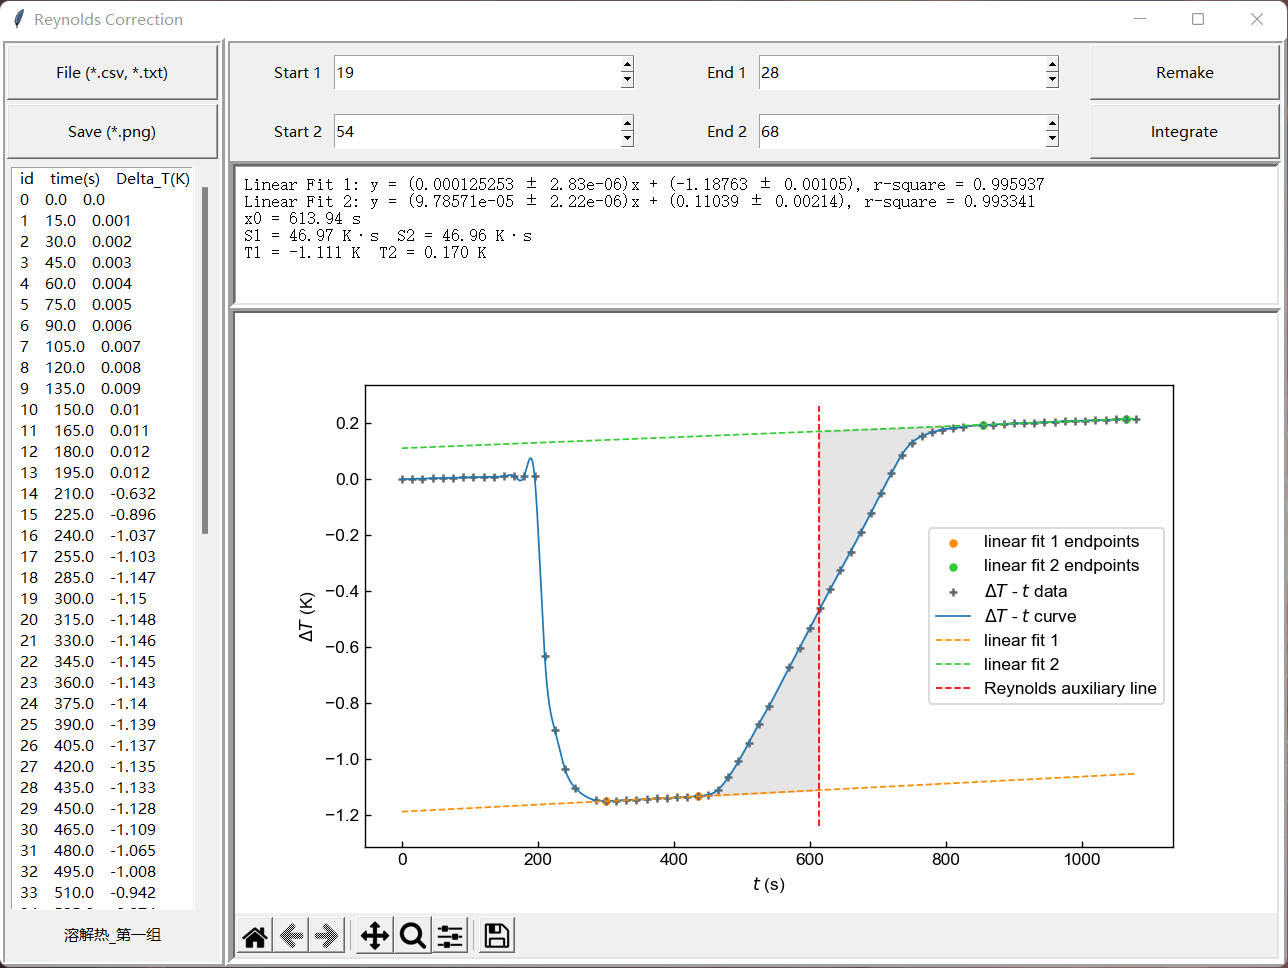 Reynolds Correction
File (*.csv, *.txt)
Save (*.png)
Start 1 19 End 1 28 Remake
Start 2 54 End 2 68 Integrate
id time(s) Delta_T(K)
0 0.0 0.0
1 15.0 0.001
2 30.0 0.002
3 45.0 0.003
4 60.0 0.004
5 75.0 0.005
6 90.0 0.006
7 105.0 0.007
8 120.0 0.008
9 135.0 0.009
10 150.0 0.01
11 165.0 0.011
12 180.0 0.012
13 195.0 0.012
14 210.0 -0.632
15 225.0 -0.896
16 240.0 -1.037
17 255.0 -1.103
18 285.0 -1.147
19 300.0 -1.15
20 315.0 -1.148
21 330.0 -1.146
22 345.0 -1.145
23 360.0 -1.143
24 375.0 -1.14
25 390.0 -1.139
26 405.0 -1.137
27 420.0 -1.135
28 435.0 -1.133
29 450.0 -1.128
30 465.0 -1.109
31 480.0 -1.065
32 495.0 -1.008
33 510.0 -0.942
溶解热_第一组
Linear Fit 1: y = (0.000125253 ± 2.83e-06)x + (-1.18763 ± 0.00105), r-square = 0.995937
Linear Fit 2: y = (9.78571e-05 ± 2.22e-06)x + (0.11039 ± 0.00214), r-square = 0.993341
x0 = 613.94 s
S1 = 46.97 K·s S2 = 46.96 K·s
T1 = -1.111 K T2 = 0.170 K
0.2
0.0
−0.2
−0.4
−0.6
−0.8
−1.0
−1.2
ΔT (K)
0 200 400 600 800 1000
t (s)
linear fit 1 endpoints
linear fit 2 endpoints
ΔT - t data
ΔT - t curve
linear fit 1
linear fit 2
Reynolds auxiliary line